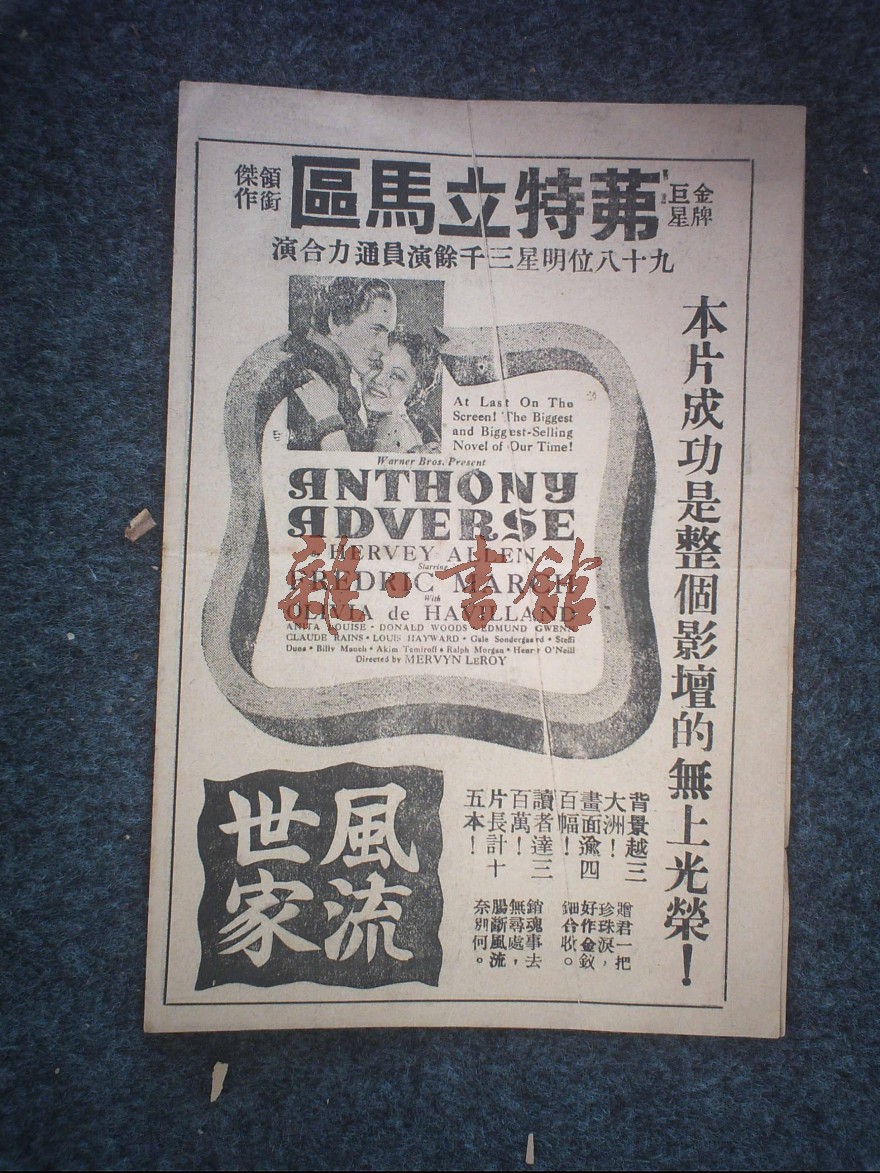 金牌
巨星
茀特立馬區
領銜
傑作
九十八位明星三千餘演員通力合演
本片成功是整個影壇的無上光榮！
At Last On The
Screen! The Biggest
and Biggest-Selling
Novel of Our Time!
Warner Bros. Present
ANTHONY
ADVERSE
HERVEY ALLEN
Starring
FREDRIC MARCH
With
OLIVIA de HAVILLAND
ANITA LOUISE • DONALD WOODS • EDMUND GWENN
CLAUDE RAINS • LOUIS HAYWARD • Gale Sondergaard • Steffi
Duna • Billy Mauch • Akim Tamiroff • Ralph Morgan • Henry O'Neill
Directed by MERVYN LeROY
雜·書館
背景越三
大洲！
畫面逾四
百幅！
讀者達三
百萬！
片長計十
五本！
贈君一把
珍珠淚，
好作金釵
鈿合收。
銷魂事去
無尋處，
腸斷風流
奈別何。
風流
世家